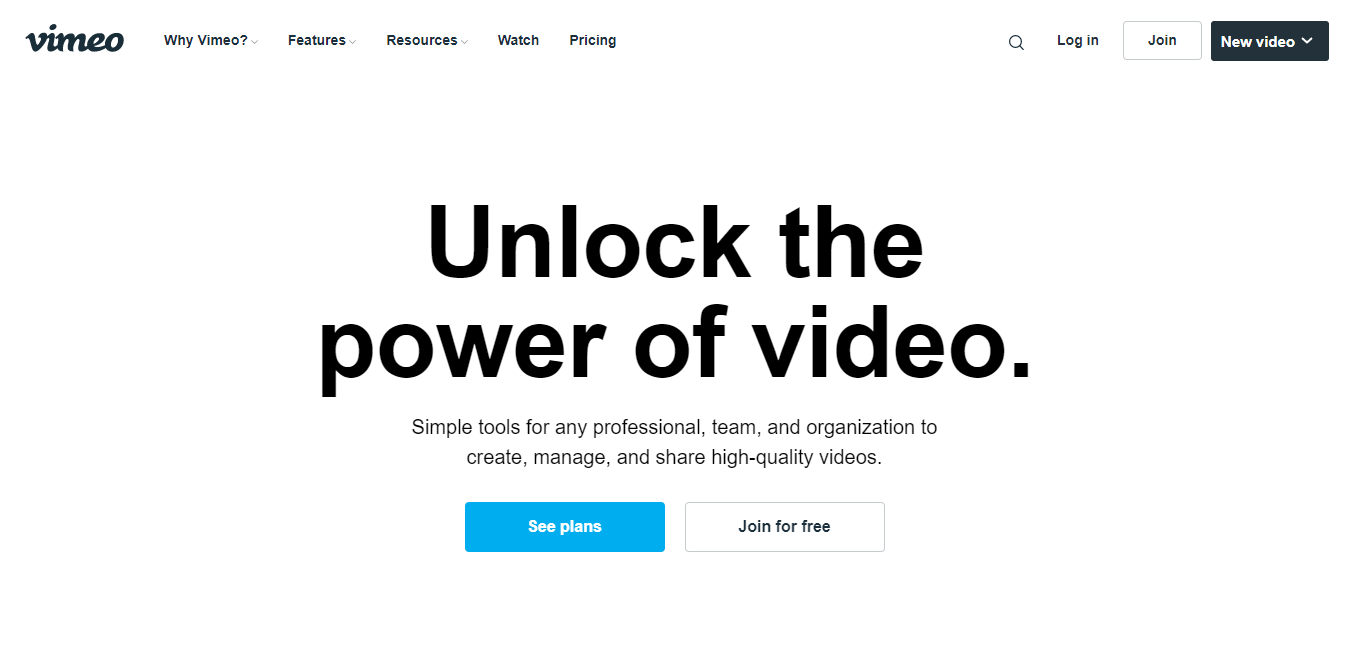 vimeo Why Vimeo? Features Resources Watch Pricing Log in Join New video
Unlock the
power of video.
Simple tools for any professional, team, and organization to
create, manage, and share high-quality videos.
See plans Join for free